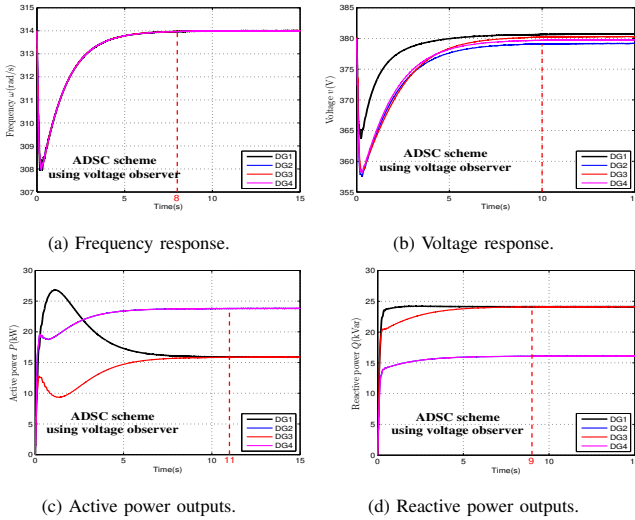 315
314
313
312
311
310
309
308
307
Frequency ω(rad/s)
ADSC scheme
using voltage observer
DG1
DG2
DG3
DG4
0 5 8 10 15
Time(s)
(a) Frequency response.
385
380
375
370
365
360
355
Voltage v(V)
ADSC scheme
using voltage observer
DG1
DG2
DG3
DG4
0 5 10 15
Time(s)
(b) Voltage response.
30
25
20
15
10
5
0
Active power P(kW)
ADSC scheme
using voltage observer
DG1
DG2
DG3
DG4
0 5 10 11 15
Time(s)
(c) Active power outputs.
30
25
20
15
10
5
0
Reactive power Q(kVar)
ADSC scheme
using voltage observer
DG1
DG2
DG3
DG4
0 5 9 10 15
Time(s)
(d) Reactive power outputs.